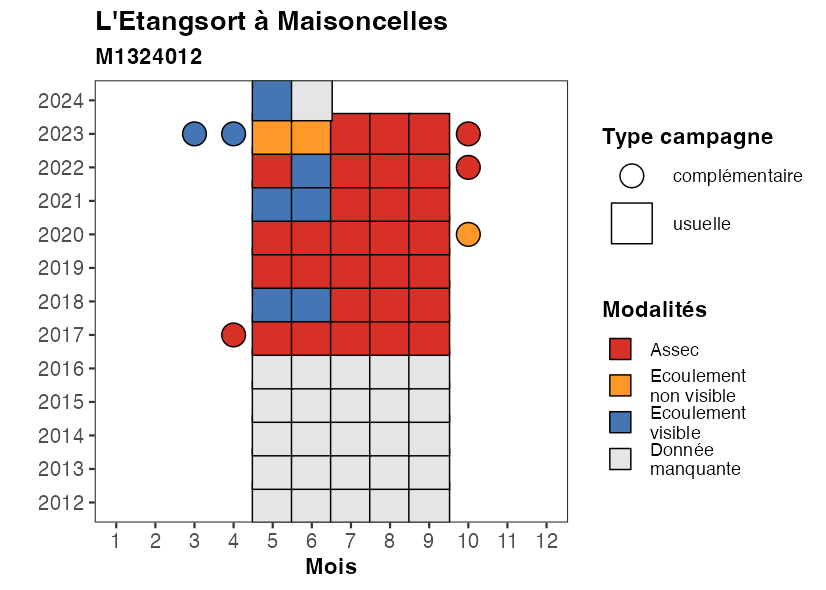 L'Etangsort à Maisoncelles
M1324012
2024
2023
2022
2021
2020
2019
2018
2017
2016
2015
2014
2013
2012
1 2 3 4 5 6 7 8 9 10 11 12
Mois
Type campagne
complémentaire
usuelle
Modalités
Assec
Ecoulement
non visible
Ecoulement
visible
Donnée
manquante